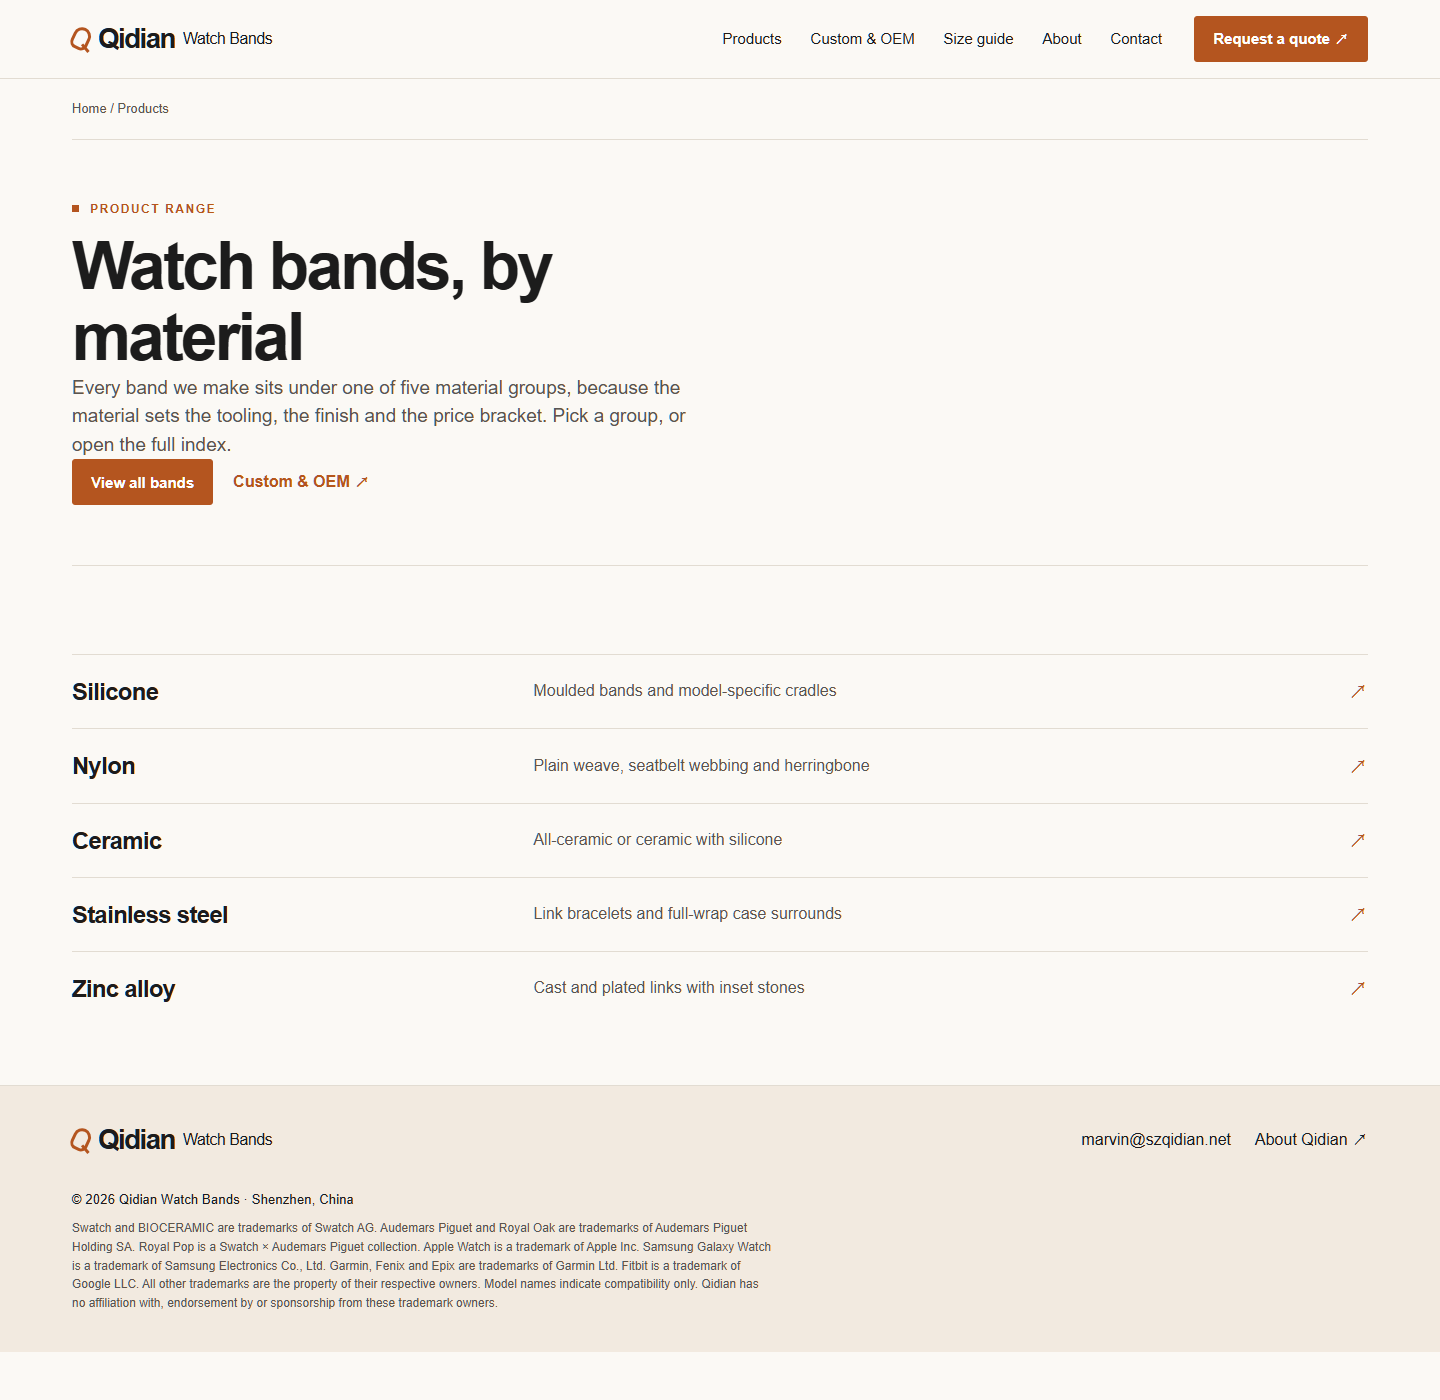 Qidian Watch Bands
Products Custom & OEM Size guide About Contact Request a quote ↗
Home / Products
PRODUCT RANGE
Watch bands, by
material
Every band we make sits under one of five material groups, because the
material sets the tooling, the finish and the price bracket. Pick a group, or
open the full index.
View all bands Custom & OEM ↗
Silicone Moulded bands and model-specific cradles ↗
Nylon Plain weave, seatbelt webbing and herringbone ↗
Ceramic All-ceramic or ceramic with silicone ↗
Stainless steel Link bracelets and full-wrap case surrounds ↗
Zinc alloy Cast and plated links with inset stones ↗
Qidian Watch Bands
marvin@szqidian.net About Qidian ↗
© 2026 Qidian Watch Bands · Shenzhen, China
Swatch and BIOCERAMIC are trademarks of Swatch AG. Audemars Piguet and Royal Oak are trademarks of Audemars Piguet
Holding SA. Royal Pop is a Swatch × Audemars Piguet collection. Apple Watch is a trademark of Apple Inc. Samsung Galaxy Watch
is a trademark of Samsung Electronics Co., Ltd. Garmin, Fenix and Epix are trademarks of Garmin Ltd. Fitbit is a trademark of
Google LLC. All other trademarks are the property of their respective owners. Model names indicate compatibility only. Qidian has
no affiliation with, endorsement by or sponsorship from these trademark owners.